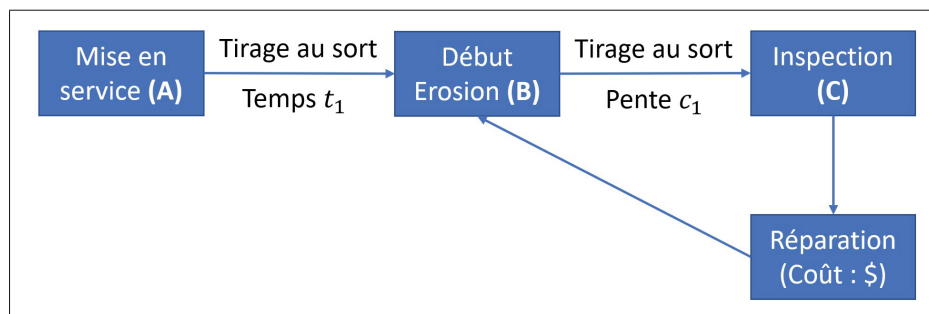 Mise en
service (A)
Tirage au sort
Temps t₁
Début
Erosion (B)
Tirage au sort
Pente c₁
Inspection
(C)
Réparation
(Coût : $)